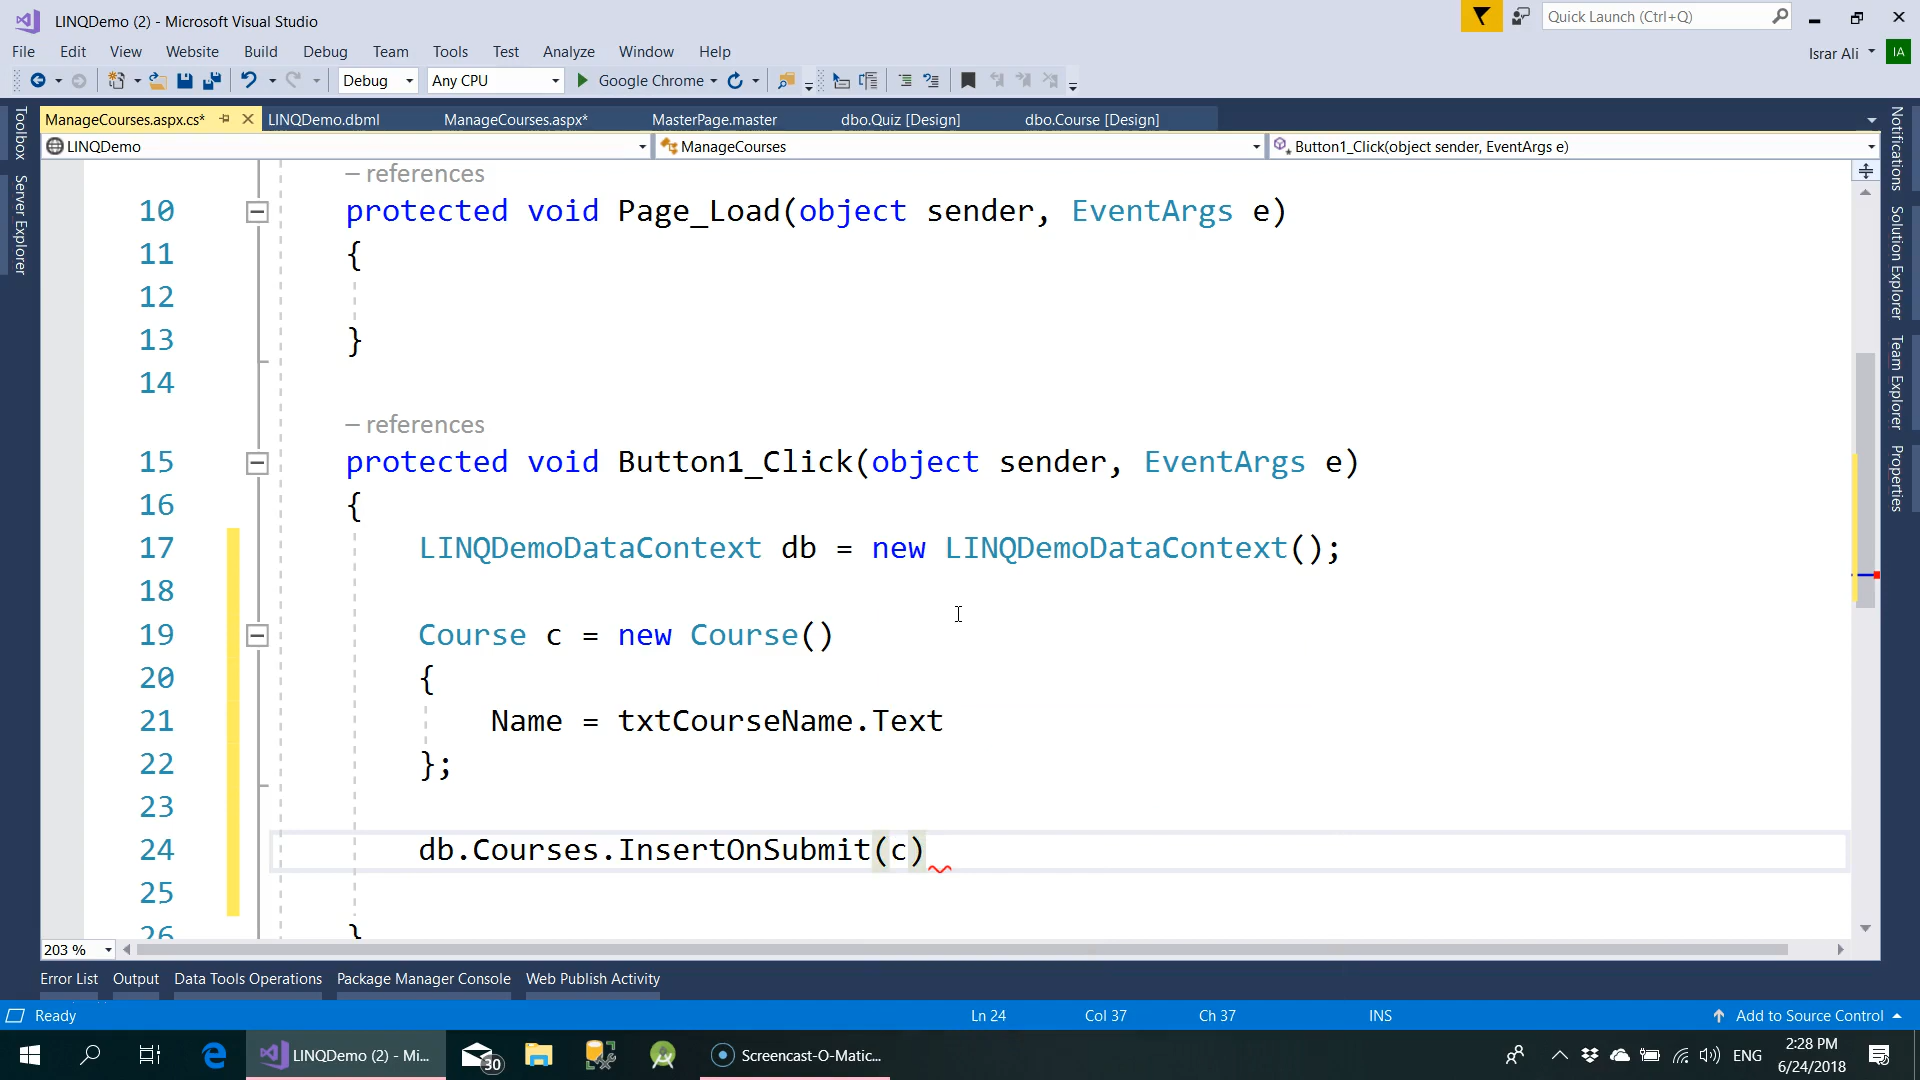 LINQDemo (2) - Microsoft Visual Studio
Quick Launch (Ctrl+Q)
File Edit View Website Build Debug Team Tools Test Analyze Window Help
Israr Ali IA
Debug Any CPU Google Chrome
ManageCourses.aspx.cs* LINQDemo.dbml ManageCourses.aspx* MasterPage.master dbo.Quiz [Design] dbo.Course [Design]
LINQDemo ManageCourses Button1_Click(object sender, EventArgs e)
Toolbox
Server Explorer
Notifications
Solution Explorer
Team Explorer
Properties
– references
10 protected void Page_Load(object sender, EventArgs e)
11 {
12
13 }
14
– references
15 protected void Button1_Click(object sender, EventArgs e)
16 {
17 LINQDemoDataContext db = new LINQDemoDataContext();
18
19 Course c = new Course()
20 {
21 Name = txtCourseName.Text
22 };
23
24 db.Courses.InsertOnSubmit(c)
25
26 }
203 %
Error List Output Data Tools Operations Package Manager Console Web Publish Activity
Ready Ln 24 Col 37 Ch 37 INS Add to Source Control
LINQDemo (2) - Mi... 30 Screencast-O-Matic... ENG 2:28 PM
6/24/2018